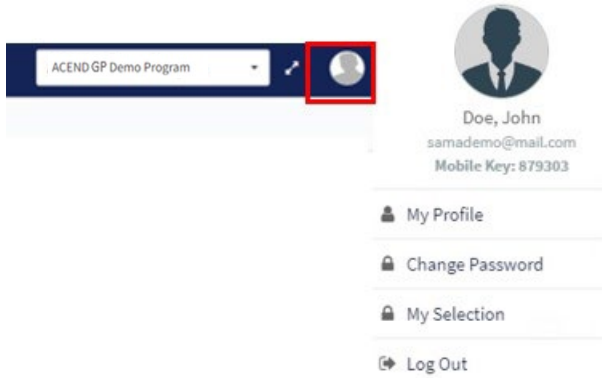 ACEND GP Demo Program
Doe, John
samademo@mail.com
Mobile Key: 879303
My Profile
Change Password
My Selection
Log Out